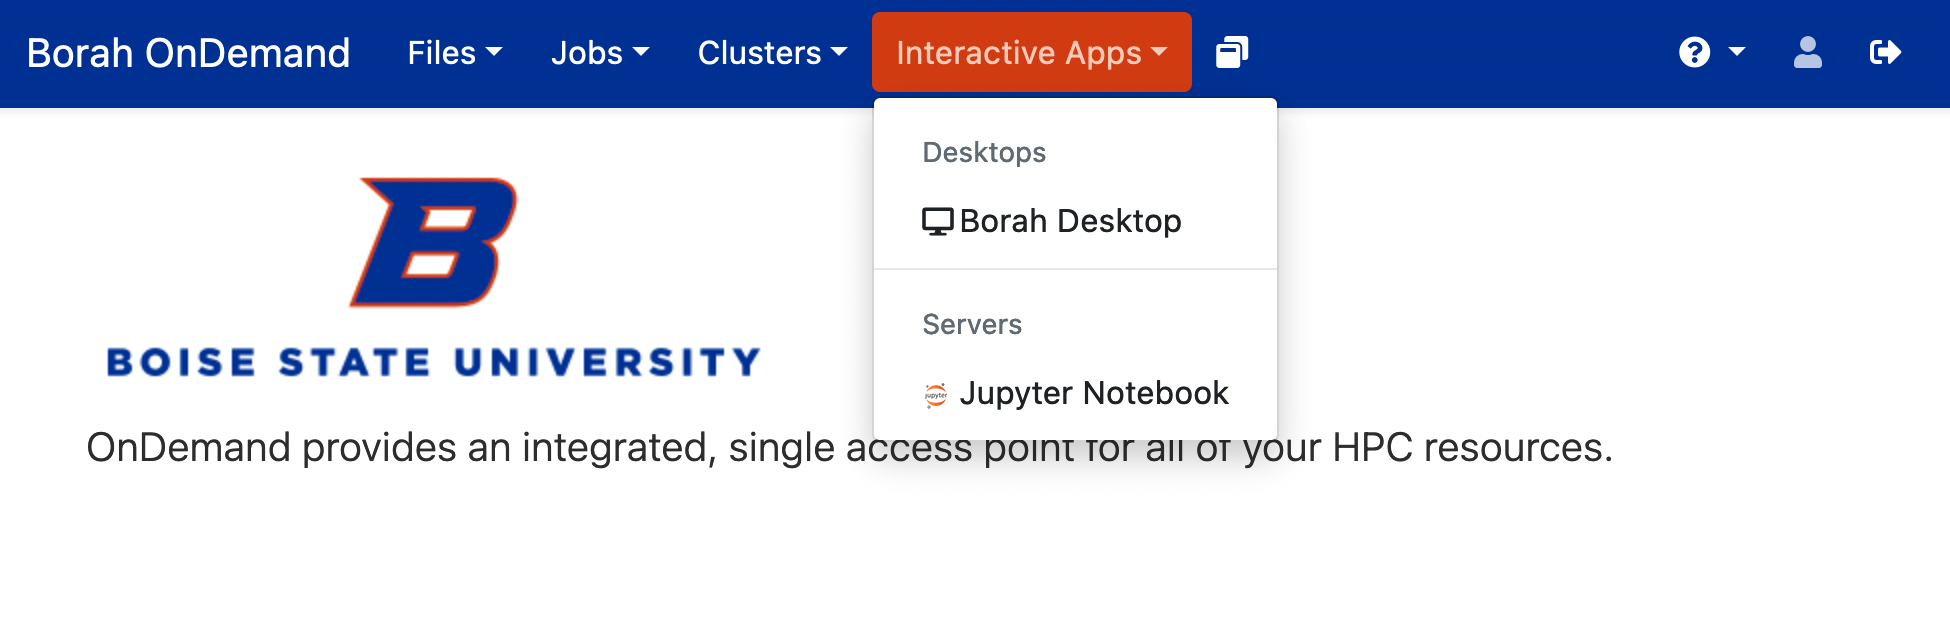 Borah OnDemand Files Jobs Clusters Interactive Apps
Desktops
Borah Desktop
Servers
jupyter Jupyter Notebook
B
BOISE STATE UNIVERSITY
OnDemand provides an integrated, single access point for all of your HPC resources.